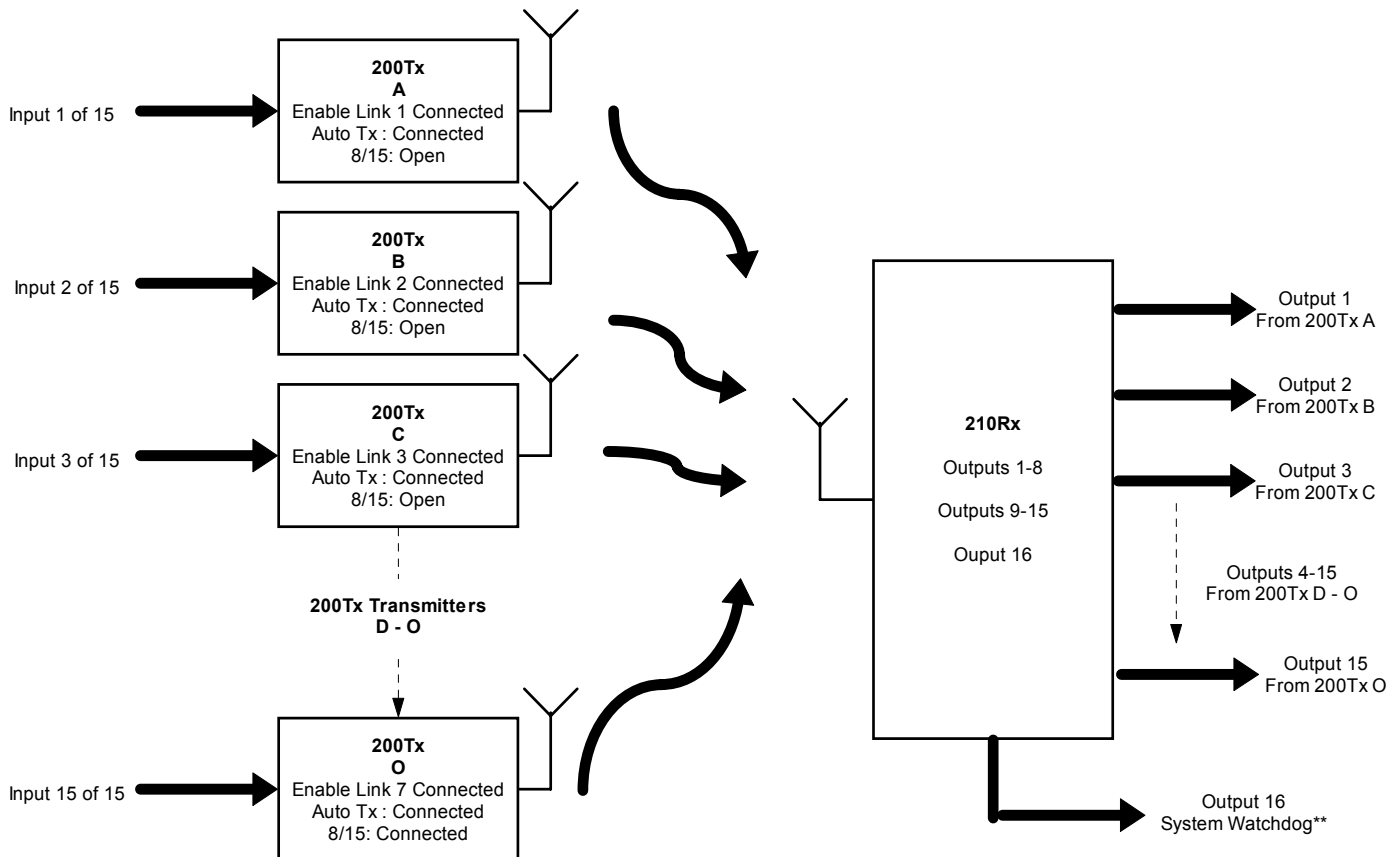 200Tx
A
Enable Link 1 Connected
Auto Tx : Connected
8/15: Open
Input 1 of 15
200Tx
B
Enable Link 2 Connected
Auto Tx : Connected
8/15: Open
Input 2 of 15
200Tx
C
Enable Link 3 Connected
Auto Tx : Connected
8/15: Open
Input 3 of 15
200Tx Transmitters
D - O
200Tx
O
Enable Link 7 Connected
Auto Tx : Connected
8/15: Connected
Input 15 of 15
210Rx
Outputs 1-8
Outputs 9-15
Ouput 16
Output 1
From 200Tx A
Output 2
From 200Tx B
Output 3
From 200Tx C
Outputs 4-15
From 200Tx D - O
Output 15
From 200Tx O
Output 16
System Watchdog**